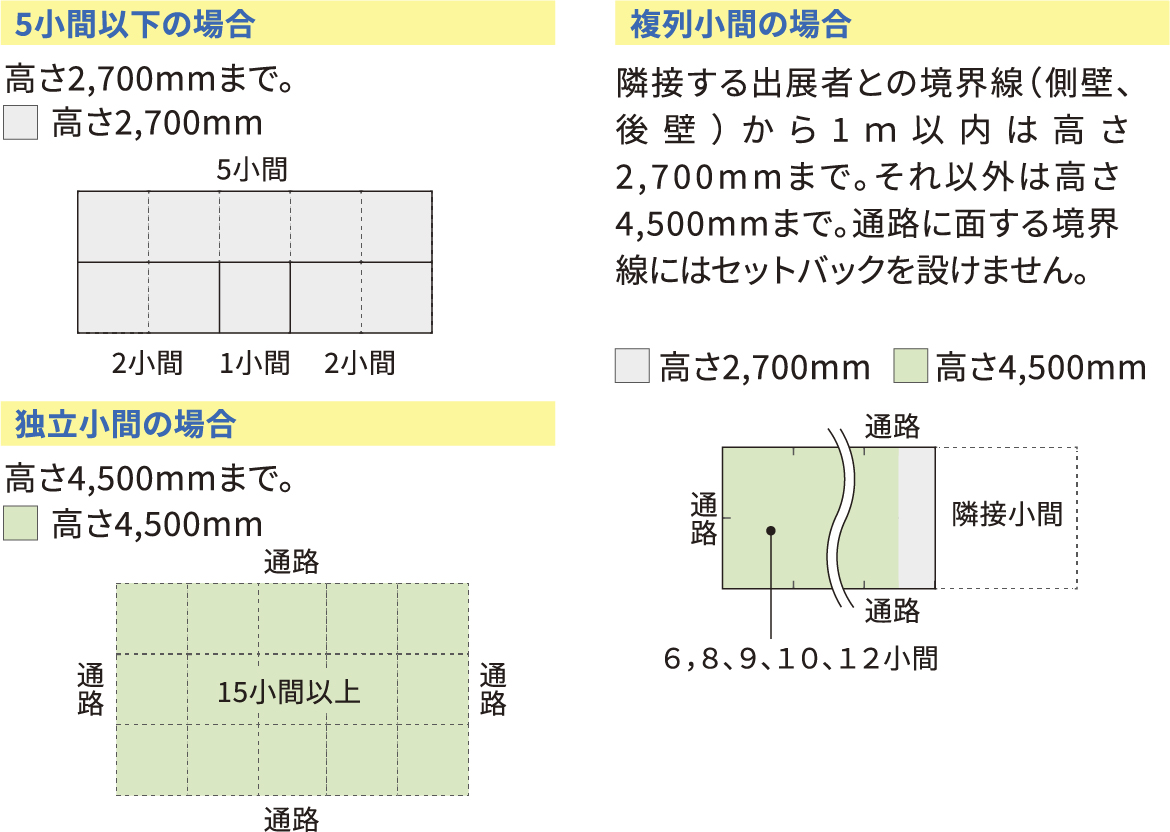 5小間以下の場合
高さ2,700mmまで。
高さ2,700mm
5小間
2小間 1小間 2小間
独立小間の場合
高さ4,500mmまで。
高さ4,500mm
通路
通路
15小間以上
通路
通路
複列小間の場合
隣接する出展者との境界線（側壁、
後壁）から1ｍ以内は高さ
2,700mmまで。それ以外は高さ
4,500mmまで。通路に面する境界
線にはセットバックを設けません。
高さ2,700mm 高さ4,500mm
通路
通路
隣接小間
通路
６，８、９、１０、１２小間